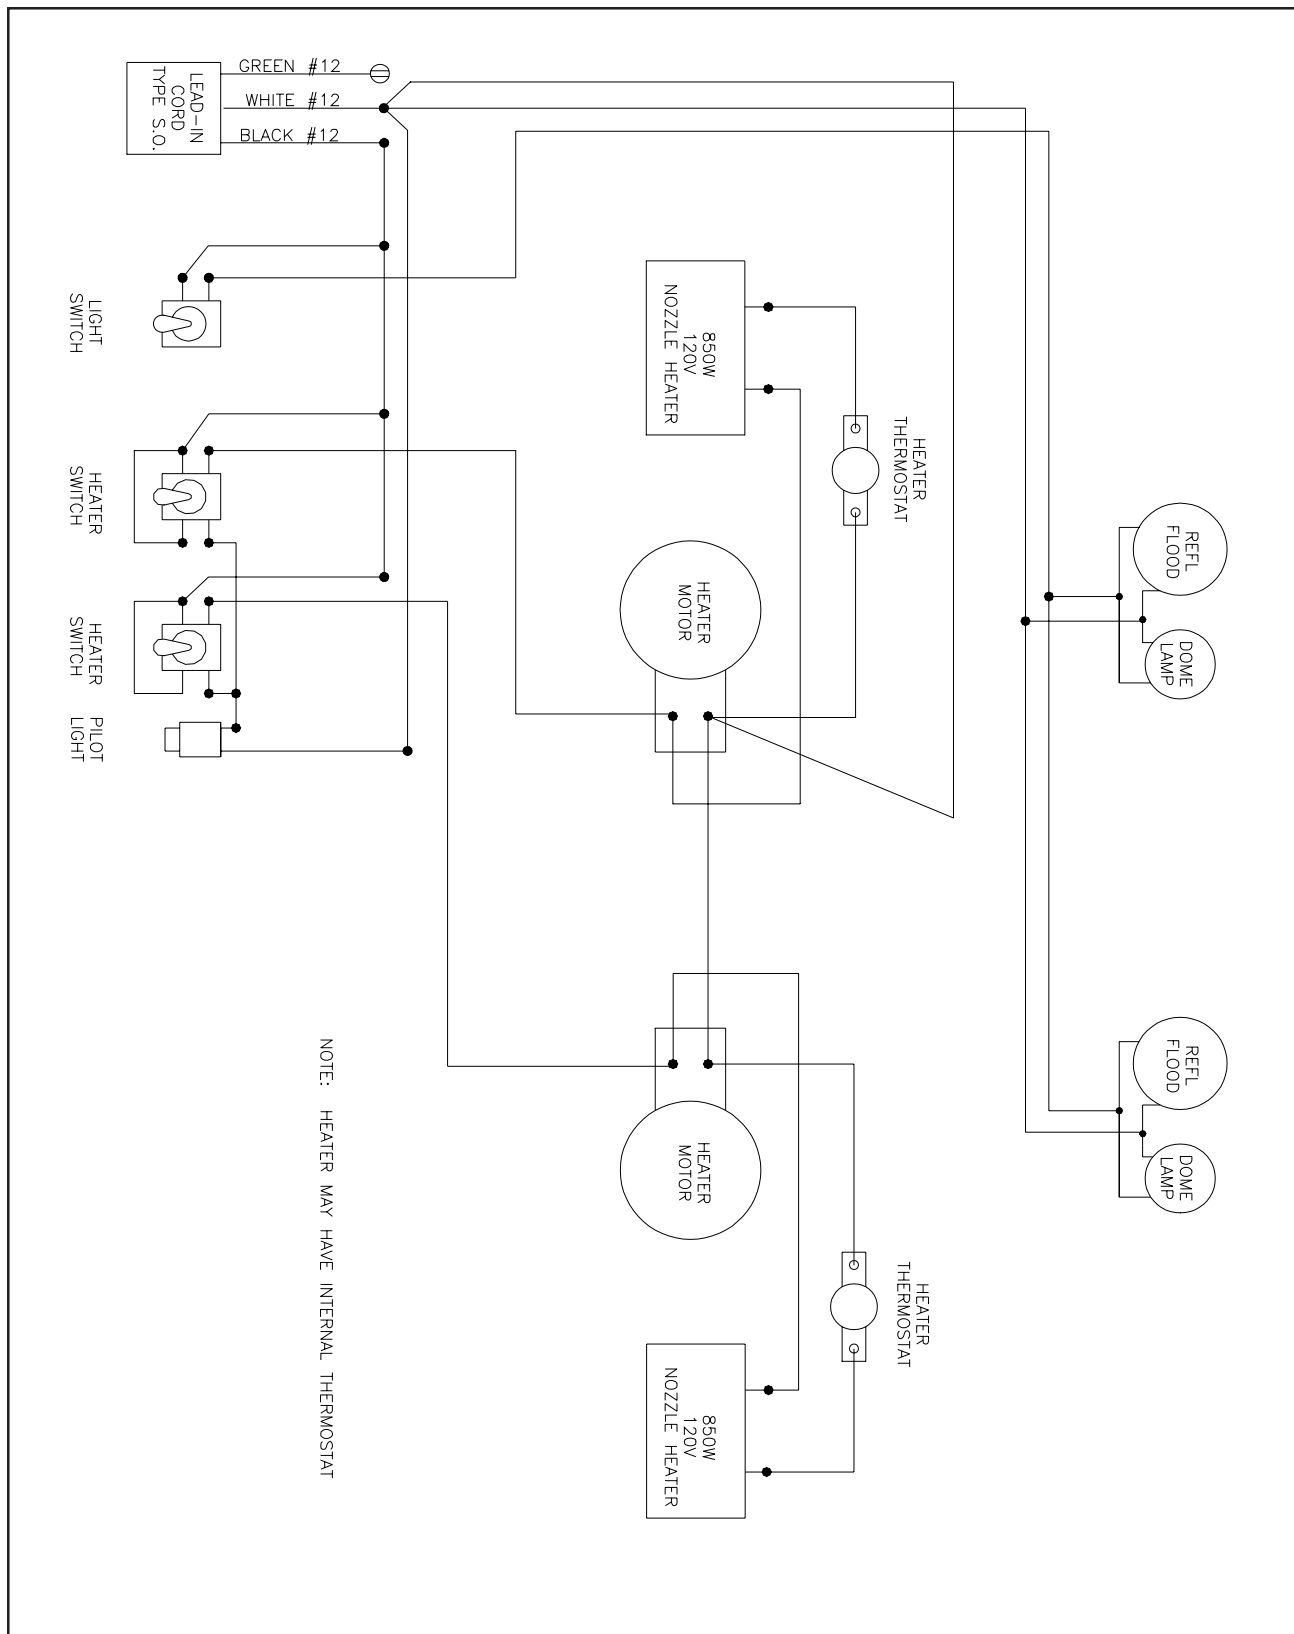 GREEN #12
WHITE #12
BLACK #12
LEAD-IN
CORD
TYPE S.O.
LIGHT
SWITCH
HEATER
SWITCH
HEATER
SWITCH
PILOT
LIGHT
850W
120V
NOZZLE HEATER
HEATER
THERMOSTAT
HEATER
MOTOR
REFL
FLOOD
DOME
LAMP
HEATER
MOTOR
HEATER
THERMOSTAT
850W
120V
NOZZLE HEATER
REFL
FLOOD
DOME
LAMP
NOTE: HEATER MAY HAVE INTERNAL THERMOSTAT